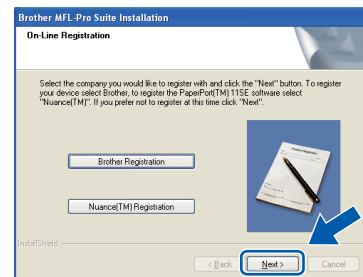 Brother MFL-Pro Suite Installation
On-Line Registration
Select the company you would like to register with and click the "Next" button. To register
your device select Brother, to register the PaperPort(TM) 11SE software select
"Nuance(TM)". If you prefer not to register at this time click "Next".
Brother Registration
Nuance(TM) Registration
InstallShield
< Back Next > Cancel